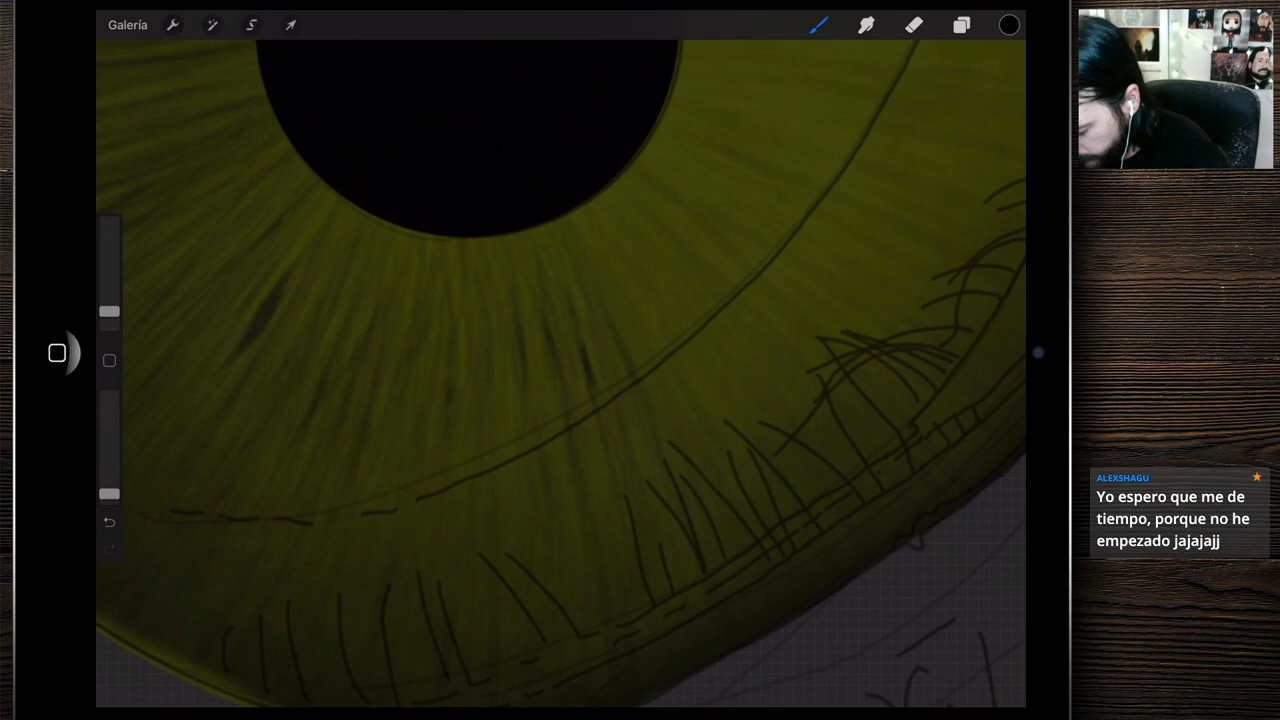 Galería
ALEXSHAGU
Yo espero que me de
tiempo, porque no he
empezado jajajajj